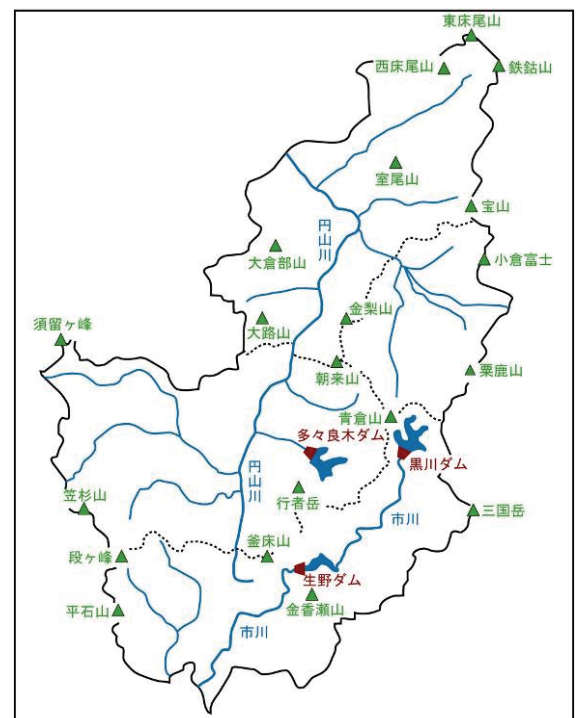 東床尾山
西床尾山
鉄鈷山
室尾山
宝山
円山川
大倉部山
小倉富士
金梨山
大路山
須留ヶ峰
朝来山
粟鹿山
青倉山
多々良木ダム
黒川ダム
円山川
行者岳
笠杉山
三国岳
市川
釜床山
段ヶ峰
生野ダム
金香瀬山
平石山
市川